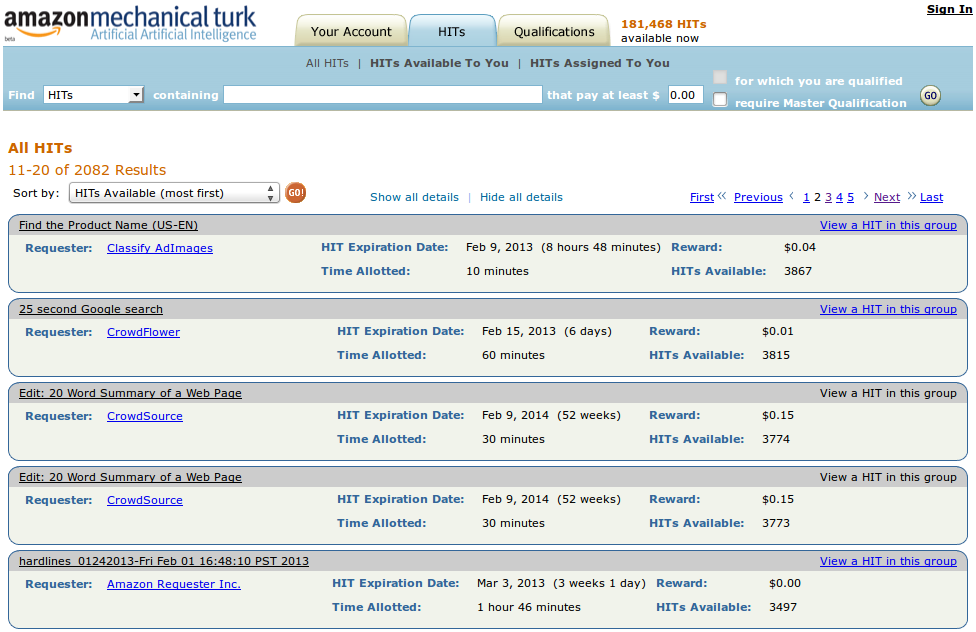 amazonmechanical turk
beta
Artificial Artificial Intelligence
Your Account
HITs
Qualifications
181,468 HITs
available now
Sign In
All HITs | HITs Available To You | HITs Assigned To You
Find HITs containing that pay at least $ 0.00 for which you are qualified
require Master Qualification GO
All HITs
11-20 of 2082 Results
Sort by: HITs Available (most first) GO! Show all details | Hide all details First « Previous ‹ 1 2 3 4 5 › Next » Last
Find the Product Name (US-EN) View a HIT in this group
Requester: Classify AdImages HIT Expiration Date: Feb 9, 2013 (8 hours 48 minutes) Reward: $0.04
Time Allotted: 10 minutes HITs Available: 3867
25 second Google search View a HIT in this group
Requester: CrowdFlower HIT Expiration Date: Feb 15, 2013 (6 days) Reward: $0.01
Time Allotted: 60 minutes HITs Available: 3815
Edit: 20 Word Summary of a Web Page View a HIT in this group
Requester: CrowdSource HIT Expiration Date: Feb 9, 2014 (52 weeks) Reward: $0.15
Time Allotted: 30 minutes HITs Available: 3774
Edit: 20 Word Summary of a Web Page View a HIT in this group
Requester: CrowdSource HIT Expiration Date: Feb 9, 2014 (52 weeks) Reward: $0.15
Time Allotted: 30 minutes HITs Available: 3773
hardlines_01242013-Fri Feb 01 16:48:10 PST 2013 View a HIT in this group
Requester: Amazon Requester Inc. HIT Expiration Date: Mar 3, 2013 (3 weeks 1 day) Reward: $0.00
Time Allotted: 1 hour 46 minutes HITs Available: 3497